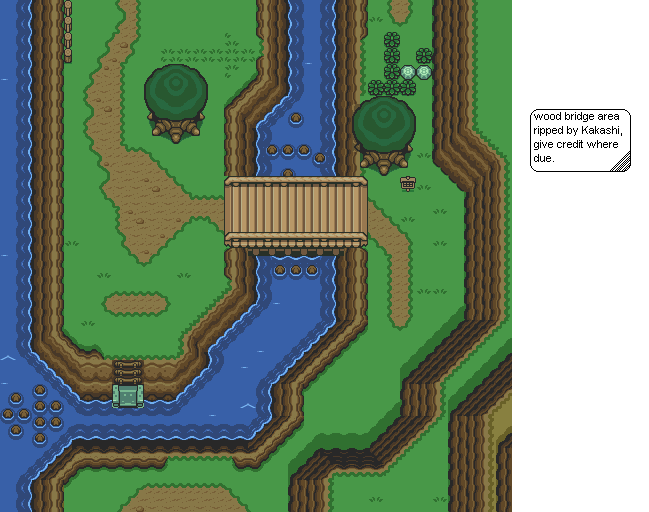 wood bridge area
ripped by Kakashi,
give credit where
due.